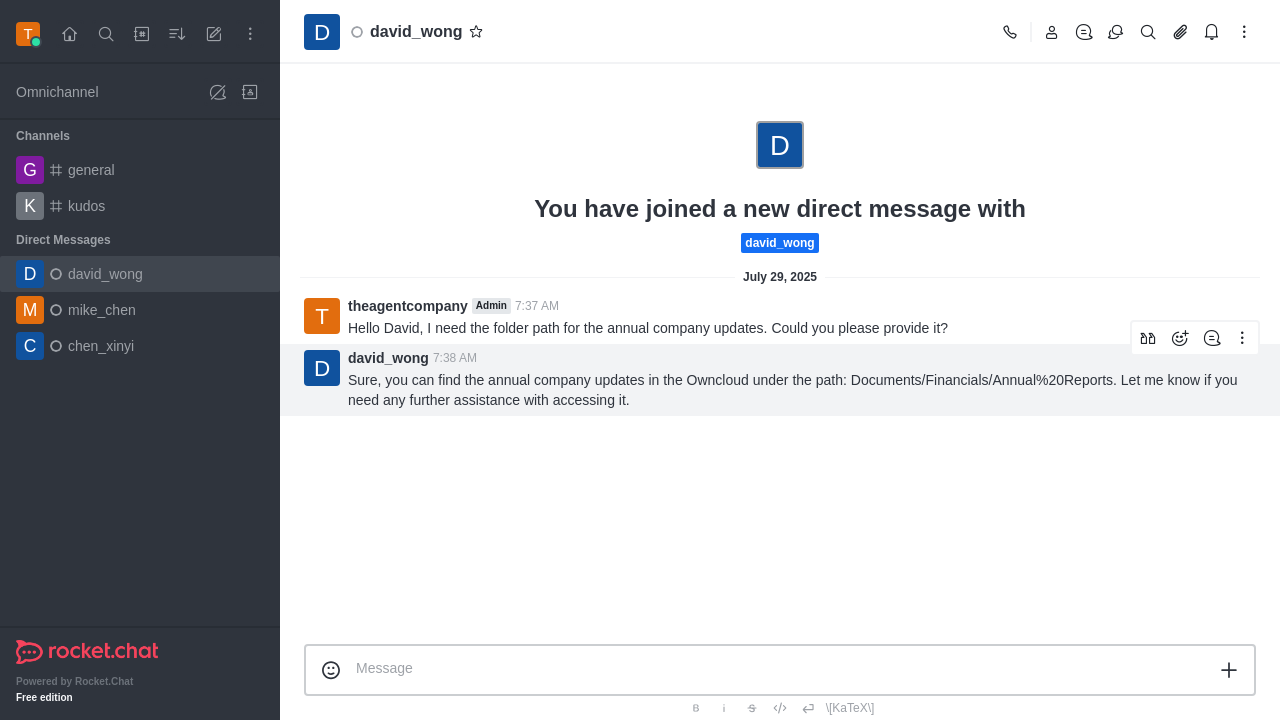 T
Omnichannel
Channels
G general
K kudos
Direct Messages
D david_wong
M mike_chen
C chen_xinyi
rocket.chat
Powered by Rocket.Chat
Free edition
D david_wong
D
You have joined a new direct message with
david_wong
July 29, 2025
T theagentcompany Admin 7:37 AM
Hello David, I need the folder path for the annual company updates. Could you please provide it?
D david_wong 7:38 AM
Sure, you can find the annual company updates in the Owncloud under the path: Documents/Financials/Annual%20Reports. Let me know if you
need any further assistance with accessing it.
Message
B i S \[KaTeX\]